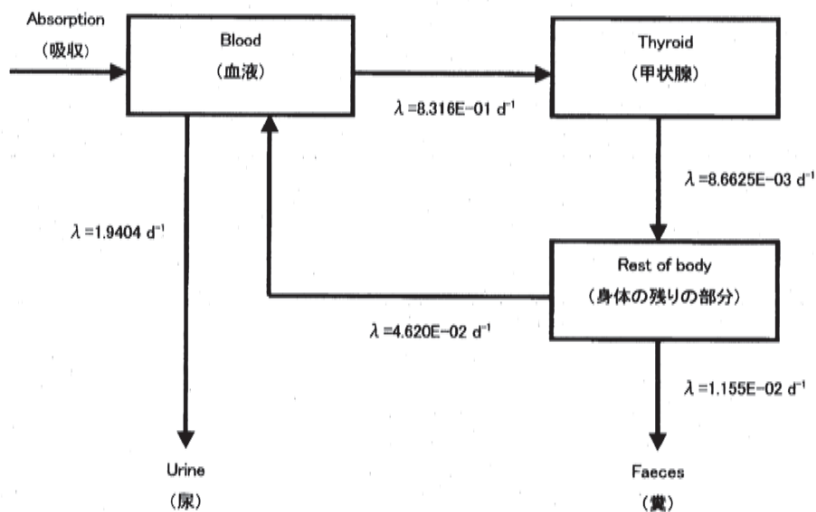 Absorption
（吸収）
Blood
（血液）
Thyroid
（甲状腺）
λ=8.316E-01 d⁻¹
λ=8.6625E-03 d⁻¹
λ=1.9404 d⁻¹
Rest of body
（身体の残りの部分）
λ=4.620E-02 d⁻¹
λ=1.155E-02 d⁻¹
Urine
（尿）
Faeces
（糞）